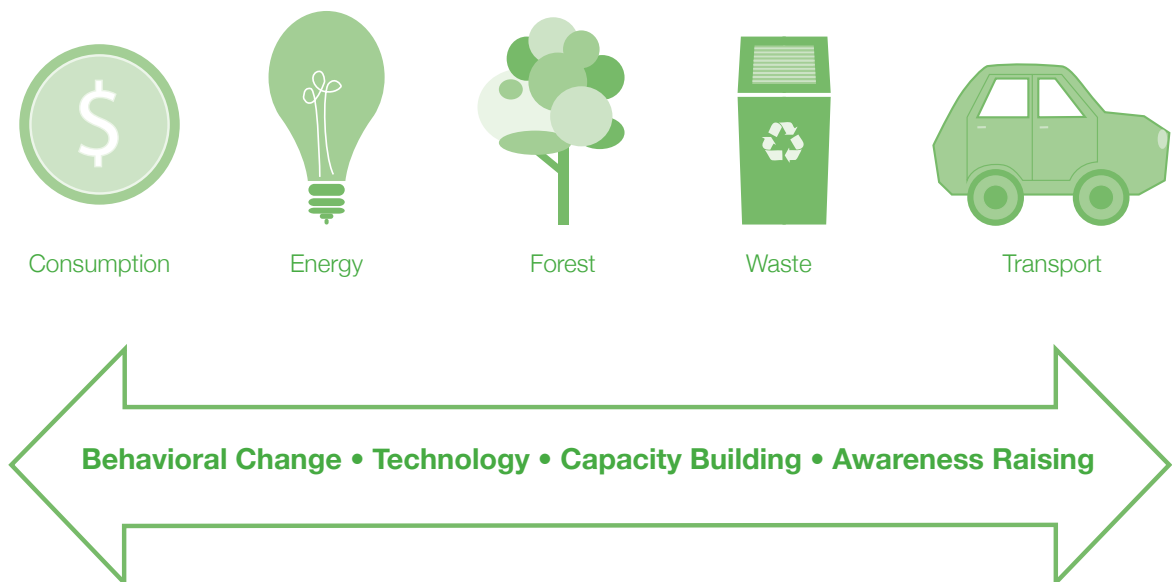 $
Consumption
Energy
Forest
Waste
Transport
Behavioral Change • Technology • Capacity Building • Awareness Raising